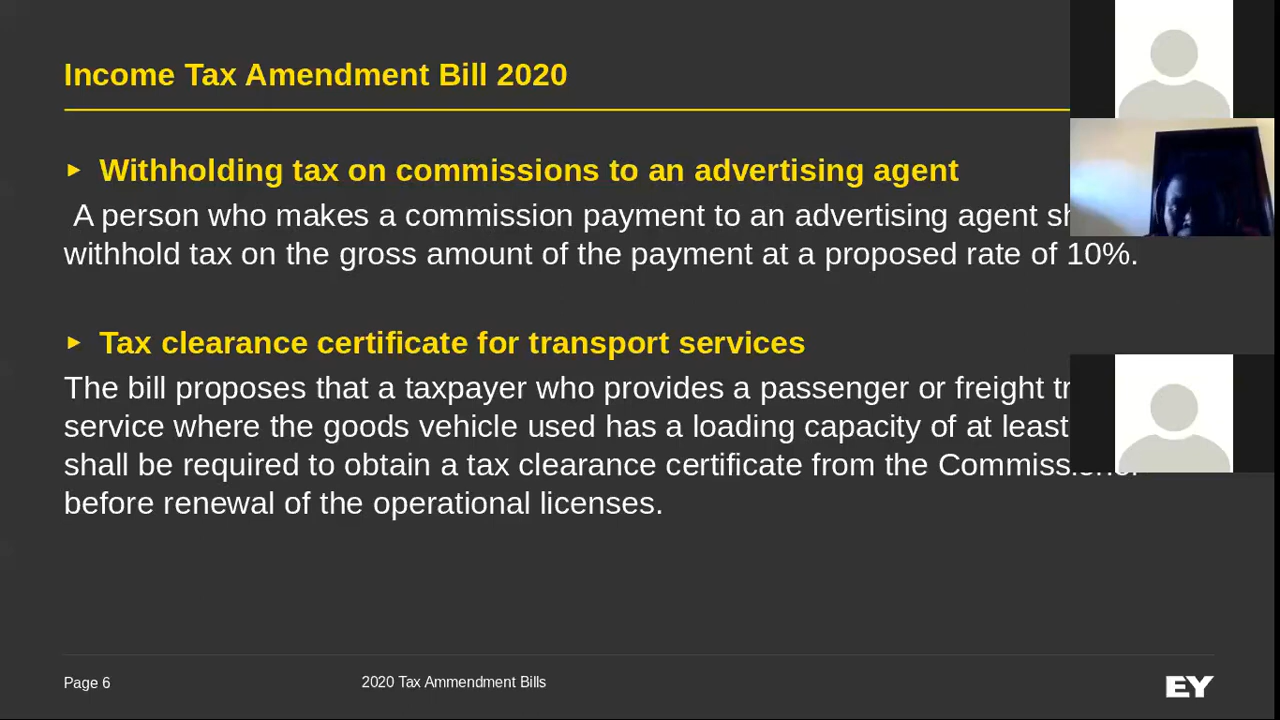 Income Tax Amendment Bill 2020
Withholding tax on commissions to an advertising agent
A person who makes a commission payment to an advertising agent
withhold tax on the gross amount of the payment at a proposed rate of 10%.
Tax clearance certificate for transport services
The bill proposes that a taxpayer who provides a passenger or freight
service where the goods vehicle used has a loading capacity of at least
shall be required to obtain a tax clearance certificate from the Commissioner
before renewal of the operational licenses.
Page 6
2020 Tax Ammendment Bills
EY